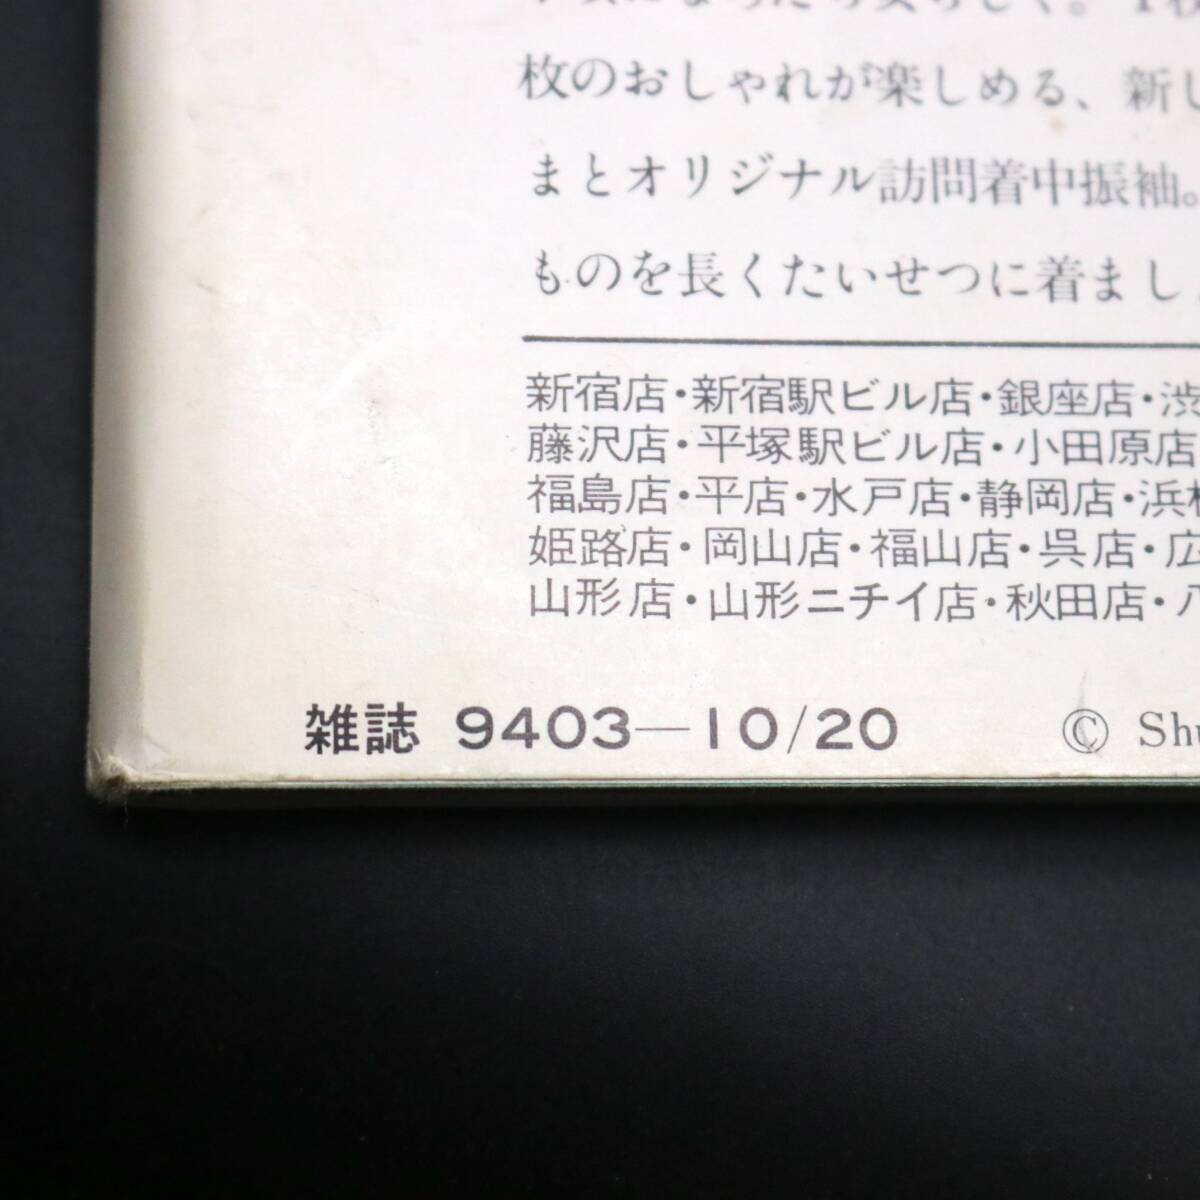 枚のおしゃれが楽しめる、新し
まとオリジナル訪問着中振袖。
ものを長くたいせつに着まし
新宿店・新宿駅ビル店・銀座店・渋
藤沢店・平塚駅ビル店・小田原店
福島店・平店・水戸店・静岡店・浜松
姫路店・岡山店・福山店・呉店・広
山形店・山形ニチイ店・秋田店・八
雑誌 9403—10/20
© Shu